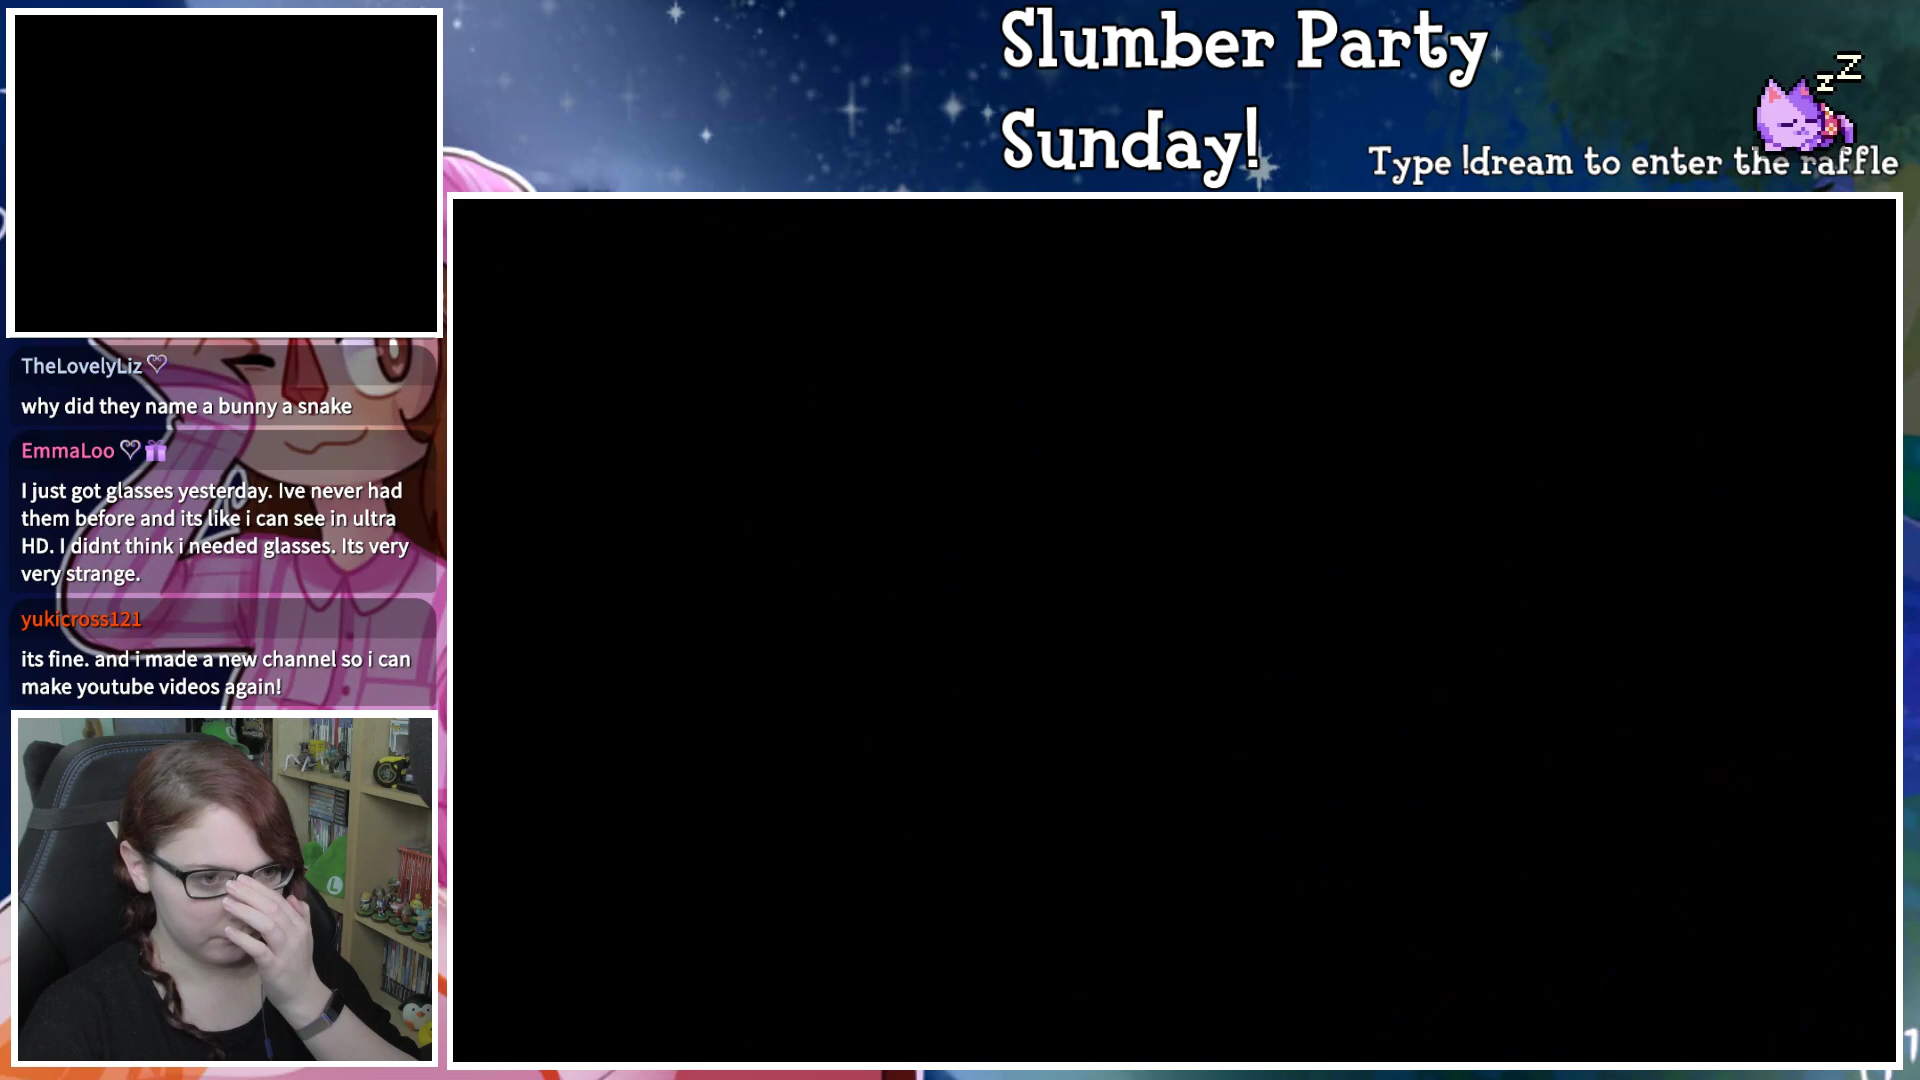 Slumber Party
Sunday!
Type !dream to enter the raffle
TheLovelyLiz
why did they name a bunny a snake
EmmaLoo
I just got glasses yesterday. Ive never had
them before and its like i can see in ultra
HD. I didnt think i needed glasses. Its very
very strange.
yukicross121
its fine. and i made a new channel so i can
make youtube videos again!